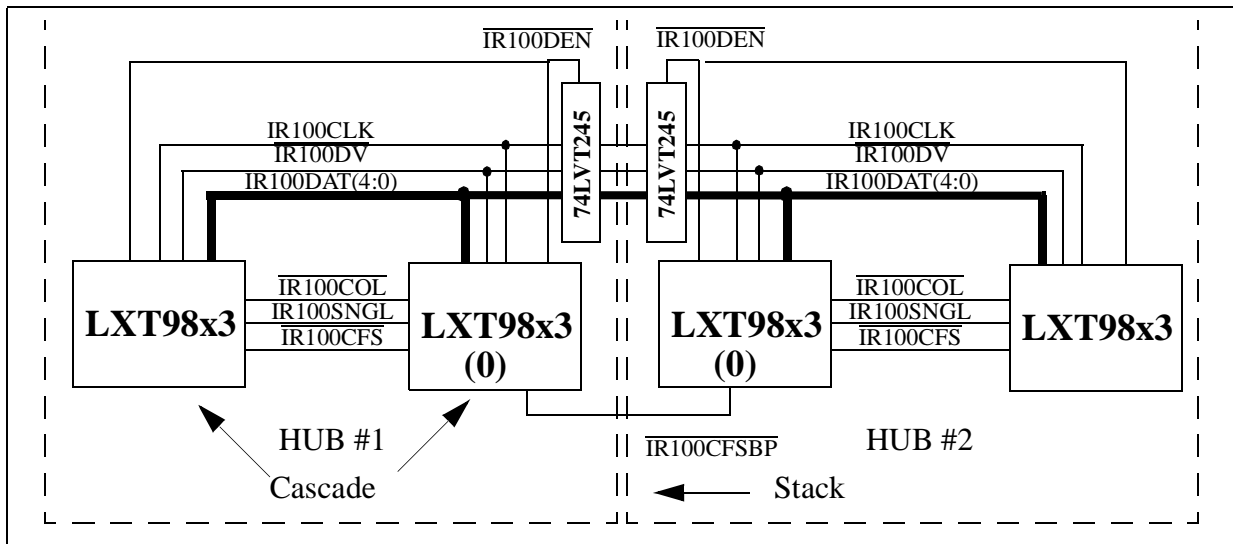 IR100DEN
IR100DEN
74LVT245
74LVT245
IR100CLK
IR100CLK
IR100DV
IR100DV
IR100DAT(4:0)
IR100DAT(4:0)
IR100COL
IR100COL
LXT98x3
IR100SNGL
LXT98x3
(0)
LXT98x3
(0)
IR100SNGL
LXT98x3
IR100CFS
IR100CFS
HUB #1
HUB #2
IR100CFSBP
Cascade
Stack